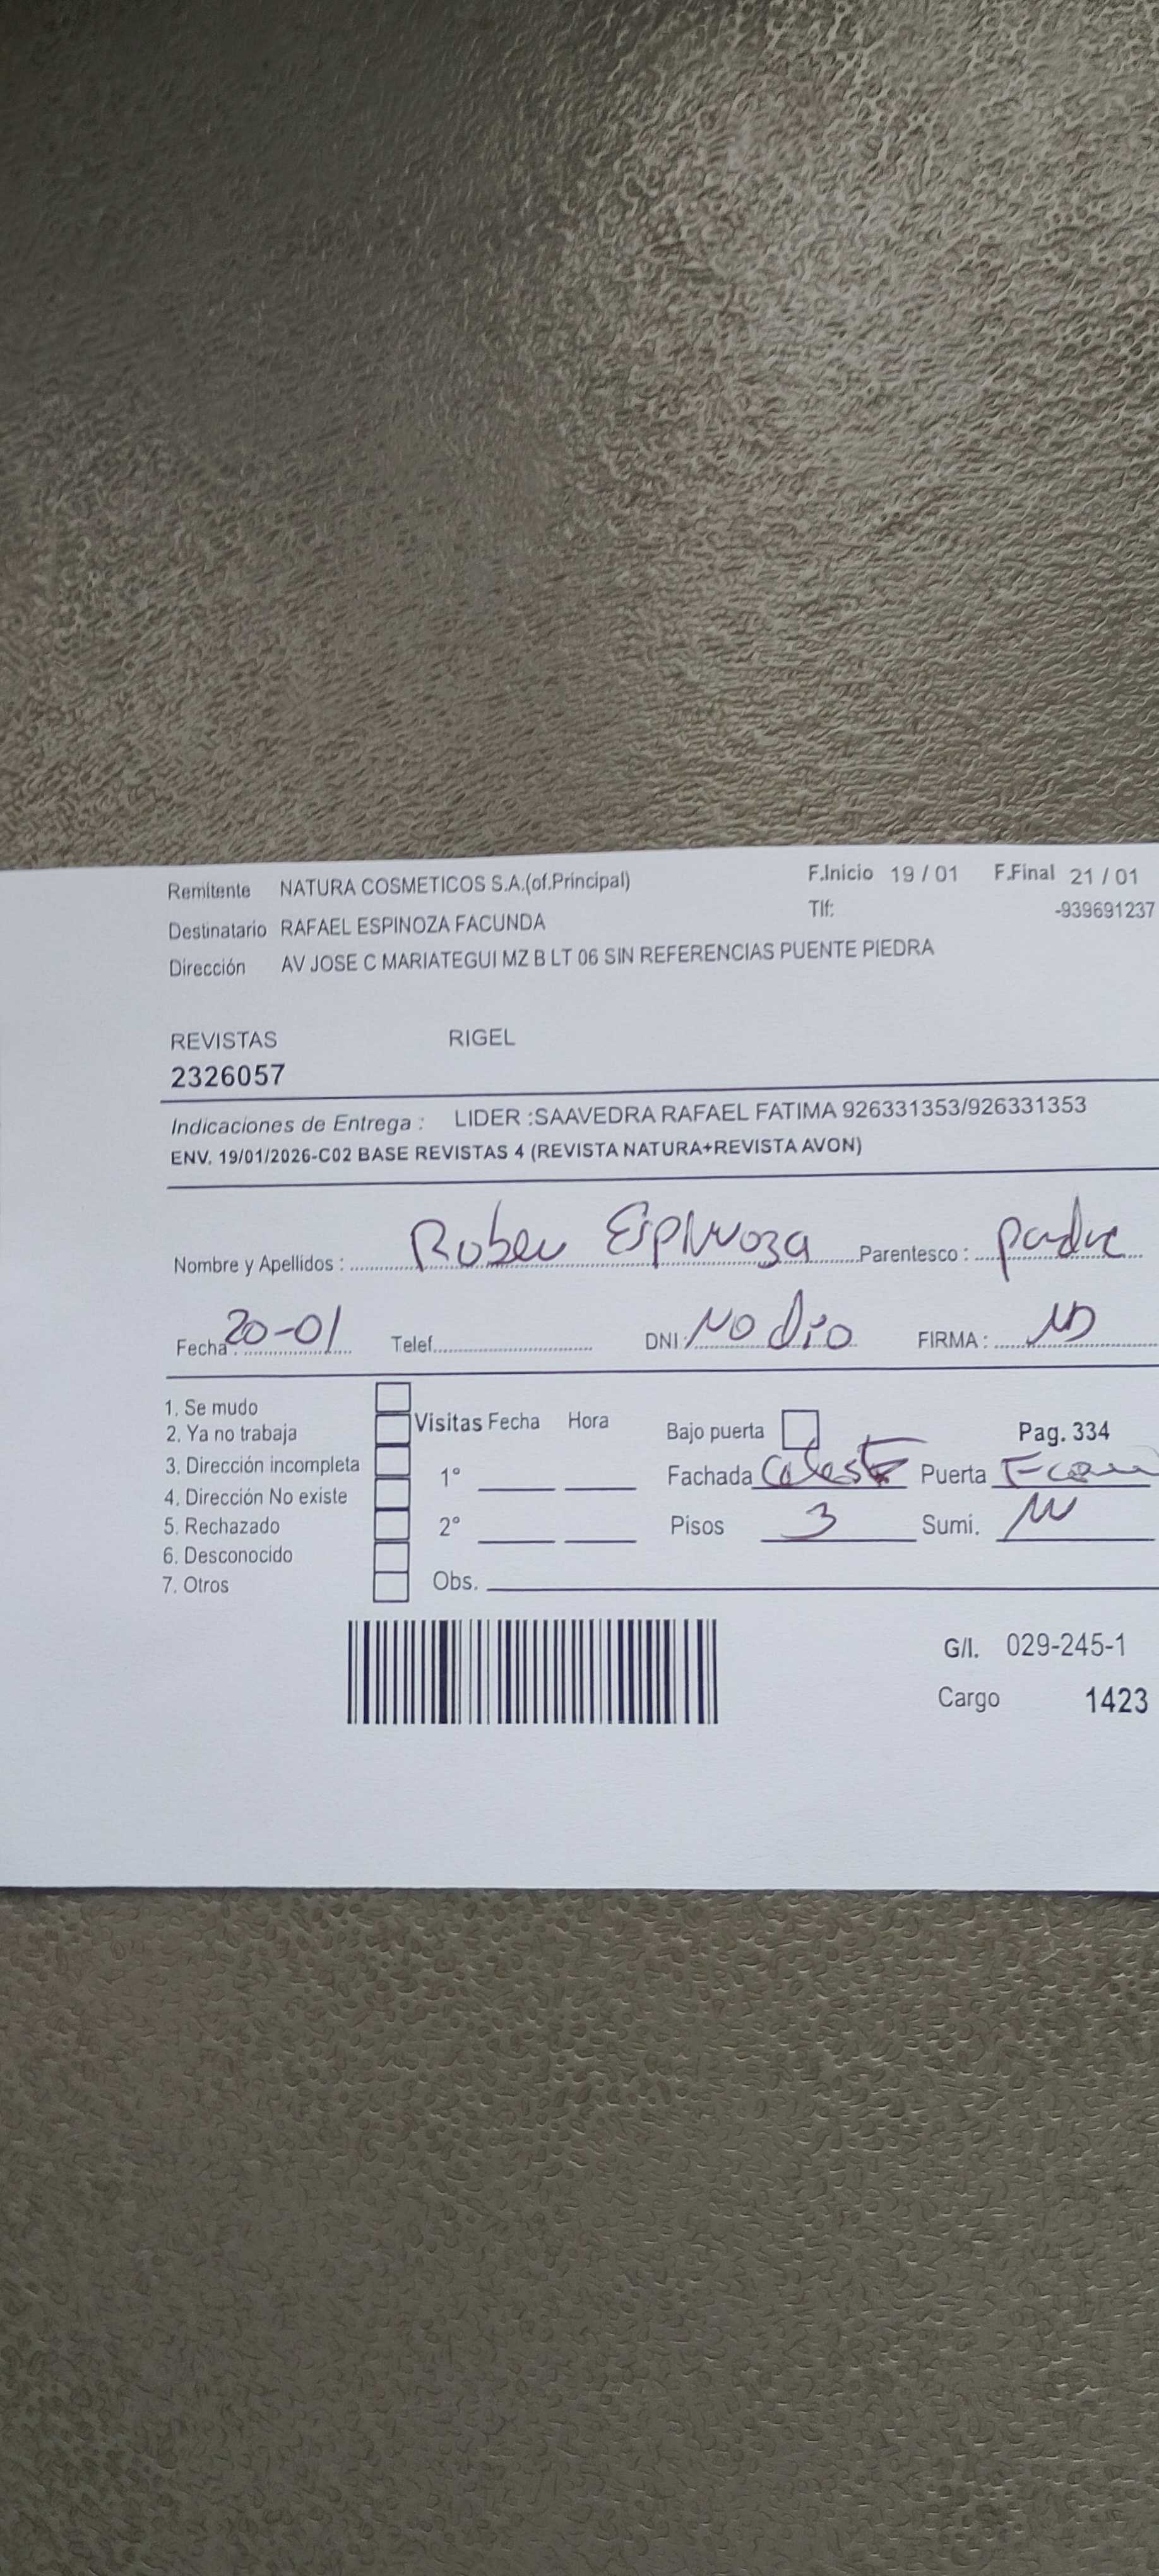 Remitente NATURA COSMETICOS S.A.(of.Principal) F.Inicio 19 / 01 F.Final 21 / 01
Destinatario RAFAEL ESPINOZA FACUNDA Tlf: -939691237
Dirección AV JOSE C MARIATEGUI MZ B LT 06 SIN REFERENCIAS PUENTE PIEDRA
REVISTAS RIGEL
2326057
Indicaciones de Entrega : LIDER :SAAVEDRA RAFAEL FATIMA 926331353/926331353
ENV. 19/01/2026-C02 BASE REVISTAS 4 (REVISTA NATURA+REVISTA AVON)
Nombre y Apellidos : Espinoza Parentesco : padre
Fecha : 20-01 Telef. DNI : No dio FIRMA :
1. Se mudo
2. Ya no trabaja Visitas Fecha Hora Bajo puerta Pag. 334
3. Dirección incompleta 1° Fachada Celeste Puerta
4. Dirección No existe
5. Rechazado 2° Pisos 3 Sumi.
6. Desconocido
7. Otros Obs.
G/I. 029-245-1
Cargo 1423